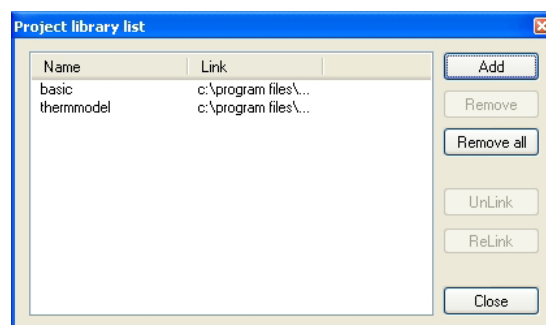 Project library list
Name Link
basic c:\program files\...
thermmodel c:\program files\...
Add
Remove
Remove all
UnLink
ReLink
Close